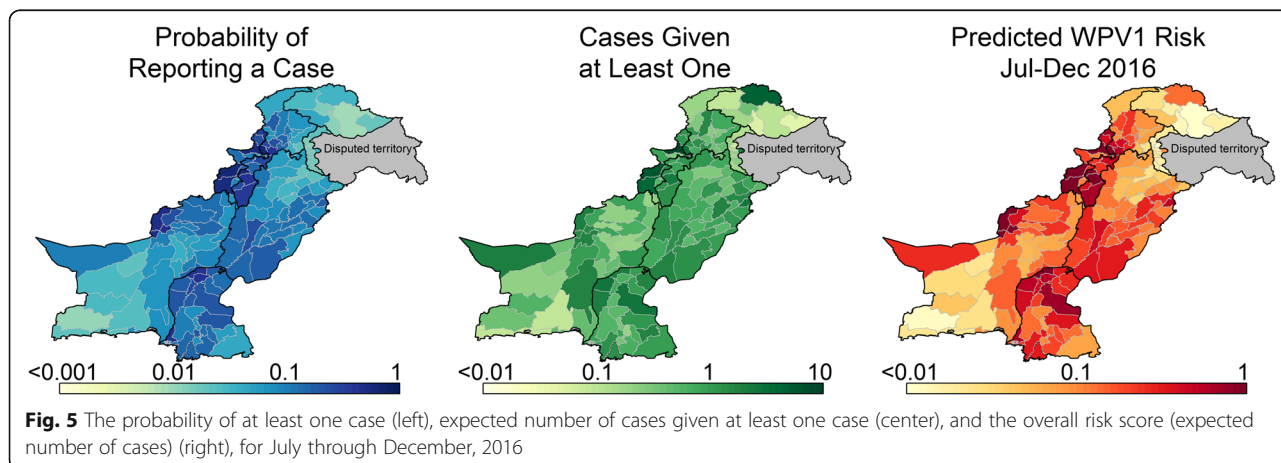 Probability of
Reporting a Case
Cases Given
at Least One
Predicted WPV1 Risk
Jul-Dec 2016
Disputed territory
Disputed territory
Disputed territory
<0.001 0.01 0.1 1
<0.01 0.1 1 10
<0.01 0.1 1
Fig. 5 The probability of at least one case (left), expected number of cases given at least one case (center), and the overall risk score (expected
number of cases) (right), for July through December, 2016